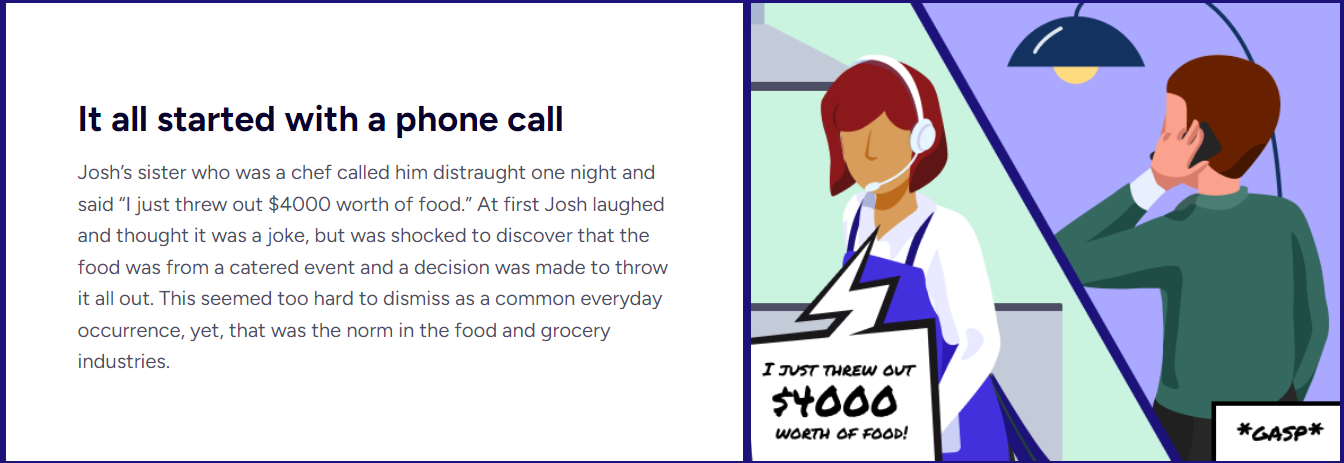 It all started with a phone call
Josh’s sister who was a chef called him distraught one night and
said “I just threw out $4000 worth of food.” At first Josh laughed
and thought it was a joke, but was shocked to discover that the
food was from a catered event and a decision was made to throw
it all out. This seemed too hard to dismiss as a common everyday
occurrence, yet, that was the norm in the food and grocery
industries.
I JUST THREW OUT
$4000
WORTH OF FOOD!
*GASP*